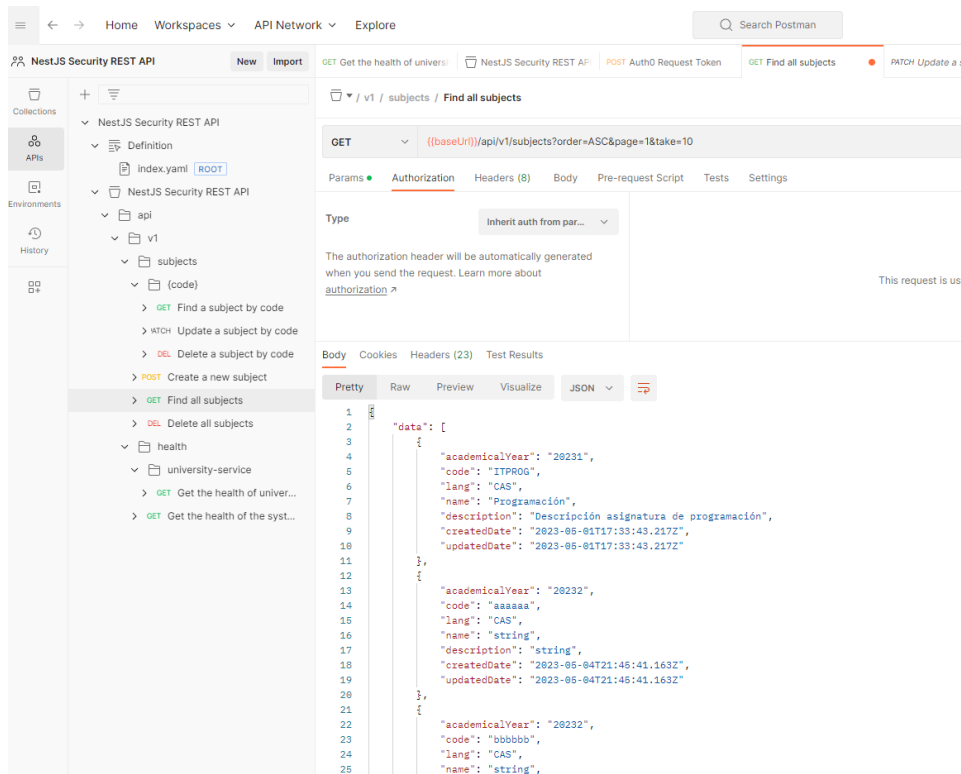 Home Workspaces API Network Explore Search Postman
NestJS Security REST API New Import
GET Get the health of univers
NestJS Security REST AP
POST Auth0 Request Token
GET Find all subjects
PATCH Update a s
Collections
APIs
Environments
History
NestJS Security REST API
Definition
index.yaml ROOT
NestJS Security REST API
api
v1
subjects
{code}
GET Find a subject by code
PATCH Update a subject by code
DEL Delete a subject by code
POST Create a new subject
GET Find all subjects
DEL Delete all subjects
health
university-service
GET Get the health of univer...
GET Get the health of the syst...
/ v1 / subjects / Find all subjects
GET {{baseUrl}}/api/v1/subjects?order=ASC&page=1&take=10
Params Authorization Headers (8) Body Pre-request Script Tests Settings
Type Inherit auth from par...
The authorization header will be automatically generated
when you send the request. Learn more about
authorization ↗
This request is us
Body Cookies Headers (23) Test Results
Pretty Raw Preview Visualize JSON
1 {
2 "data": [
3 {
4 "academicalYear": "20231",
5 "code": "ITPROG",
6 "lang": "CAS",
7 "name": "Programación",
8 "description": "Descripción asignatura de programación",
9 "createdDate": "2023-05-01T17:33:43.217Z",
10 "updatedDate": "2023-05-01T17:33:43.217Z"
11 },
12 {
13 "academicalYear": "20232",
14 "code": "aaaaaa",
15 "lang": "CAS",
16 "name": "string",
17 "description": "string",
18 "createdDate": "2023-05-04T21:45:41.163Z",
19 "updatedDate": "2023-05-04T21:45:41.163Z"
20 },
21 {
22 "academicalYear": "20232",
23 "code": "bbbbbb",
24 "lang": "CAS",
25 "name": "string",